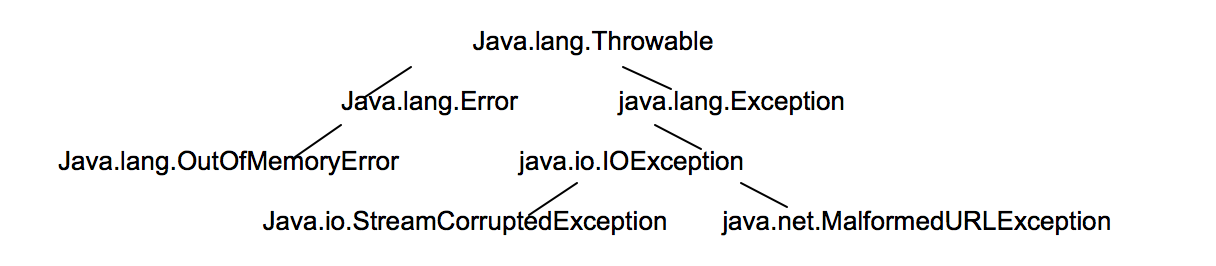 Java.lang.Throwable
Java.lang.Error java.lang.Exception
Java.lang.OutOfMemoryError java.io.IOException
Java.io.StreamCorruptedException java.net.MalformedURLException